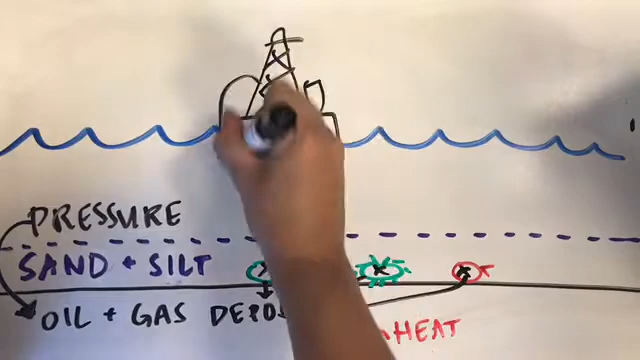 PRESSURE
SAND + SILT
OIL + GAS
HEAT